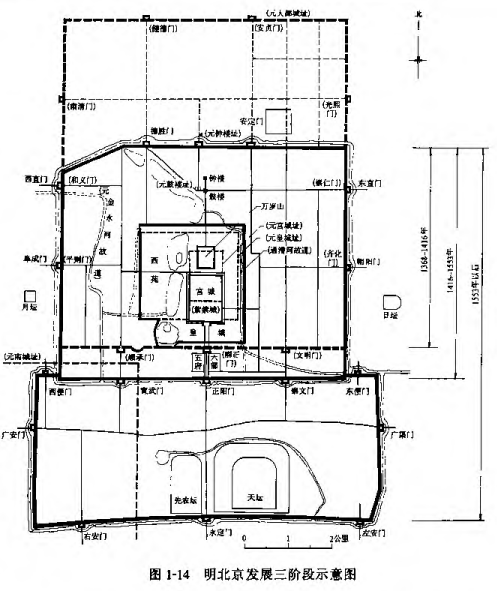 (元大都城址)
北
(健德门)
(安贞门)
(肃清门)
(光熙门)
安定门
德胜门
(元钟楼址)
西直门
(和义门)
钟楼
(元鼓楼址)
鼓楼
(崇仁门)
东直门
元金水河故道
万岁山
(元宫城址)
(元皇城址)
(通惠河故道)
阜成门
(平则门)
西苑
(齐化门)
朝阳门
宫城
(紫禁城)
月坛
日坛
皇城
1368-1416年
1416-1553年
1553年以后
(元南城址)
(顺承门)
五府
六部
(丽正门)
(文明门)
西便门
宣武门
正阳门
崇文门
东便门
广安门
广渠门
先农坛
天坛
右安门
永定门
左安门
0 1 2公里
图 1-14 明北京发展三阶段示意图